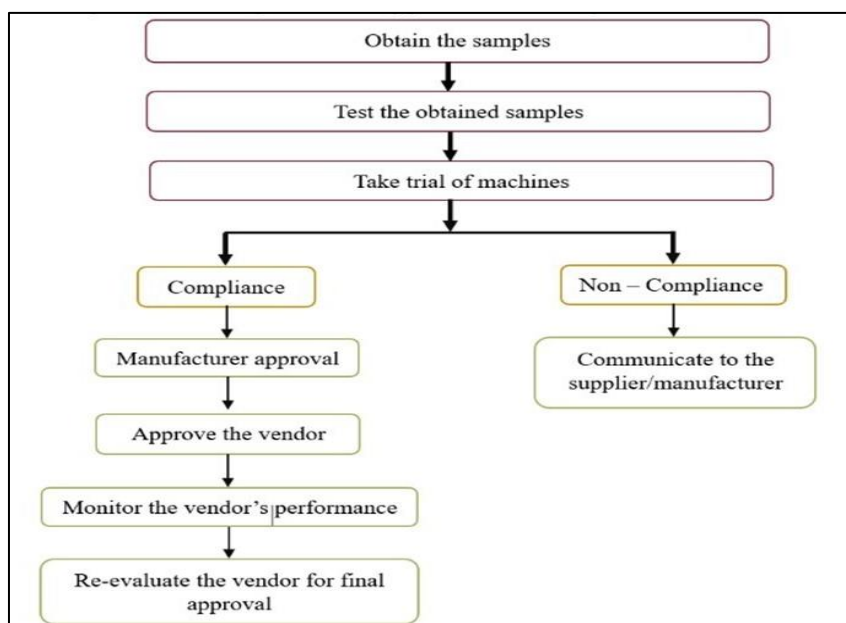 Obtain the samples
Test the obtained samples
Take trial of machines
Compliance
Non – Compliance
Manufacturer approval
Communicate to the
supplier/manufacturer
Approve the vendor
Monitor the vendor's performance
Re-evaluate the vendor for final
approval